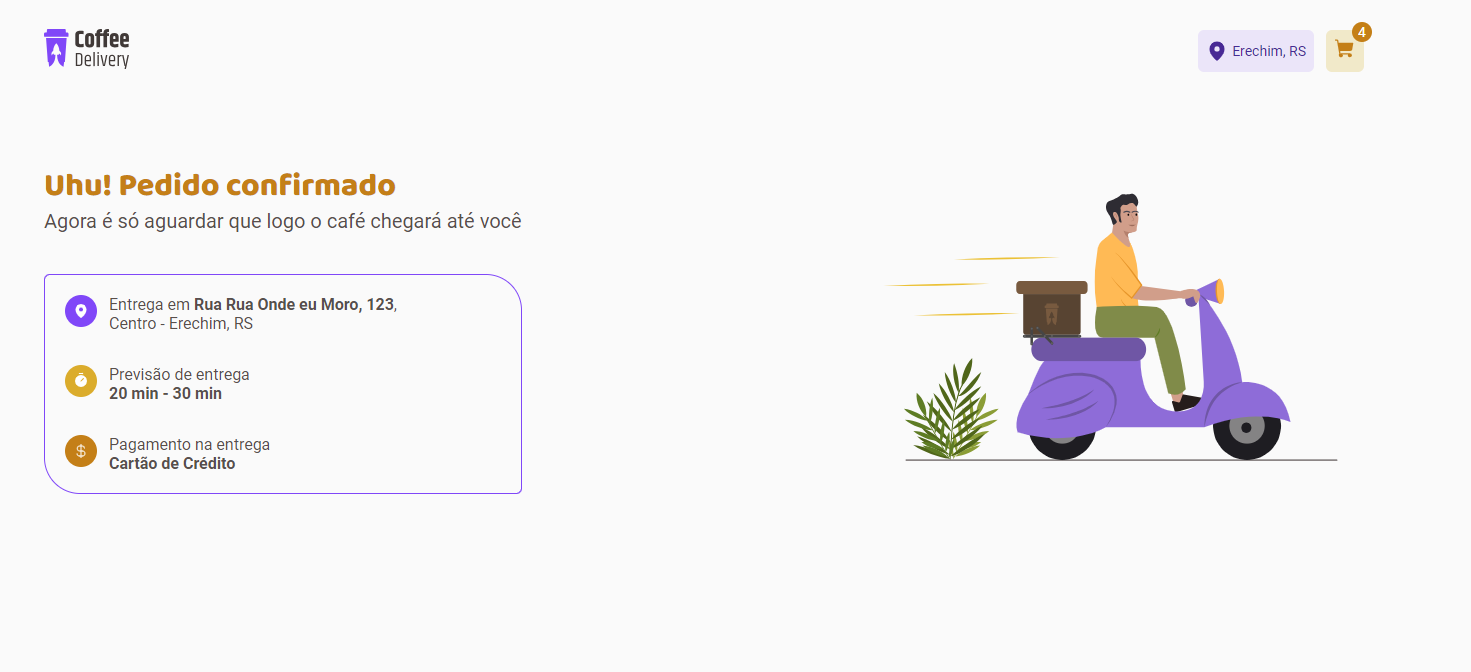 Coffee
Delivery
Erechim, RS
4
Uhu! Pedido confirmado
Agora é só aguardar que logo o café chegará até você
Entrega em Rua Rua Onde eu Moro, 123,
Centro - Erechim, RS
Previsão de entrega
20 min - 30 min
Pagamento na entrega
Cartão de Crédito